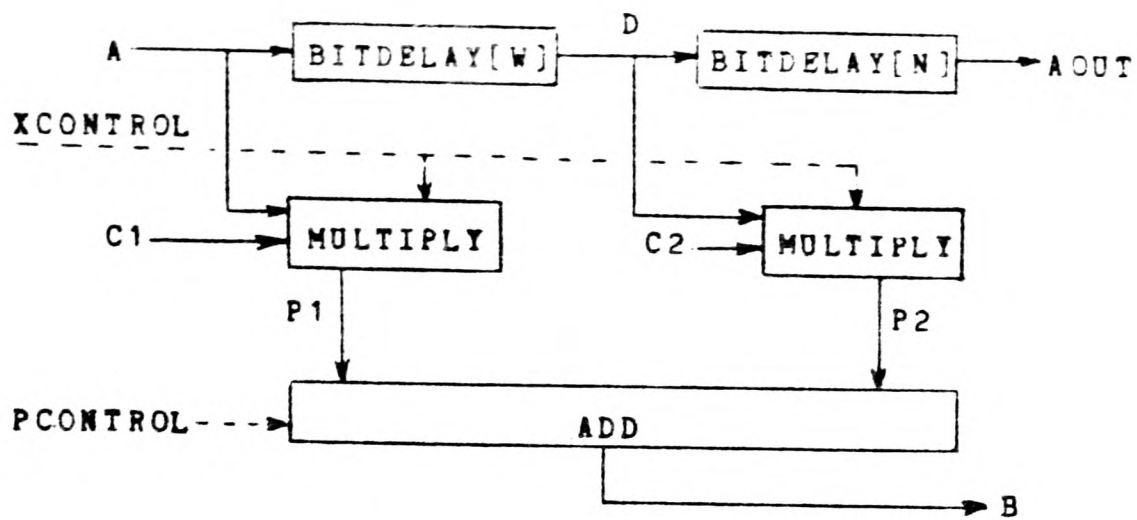 D
A BITDELAY[W] BITDELAY[N] AOUT
XCONTROL
C1 MULTIPLY C2 MULTIPLY
P1 P2
PCONTROL ADD
B